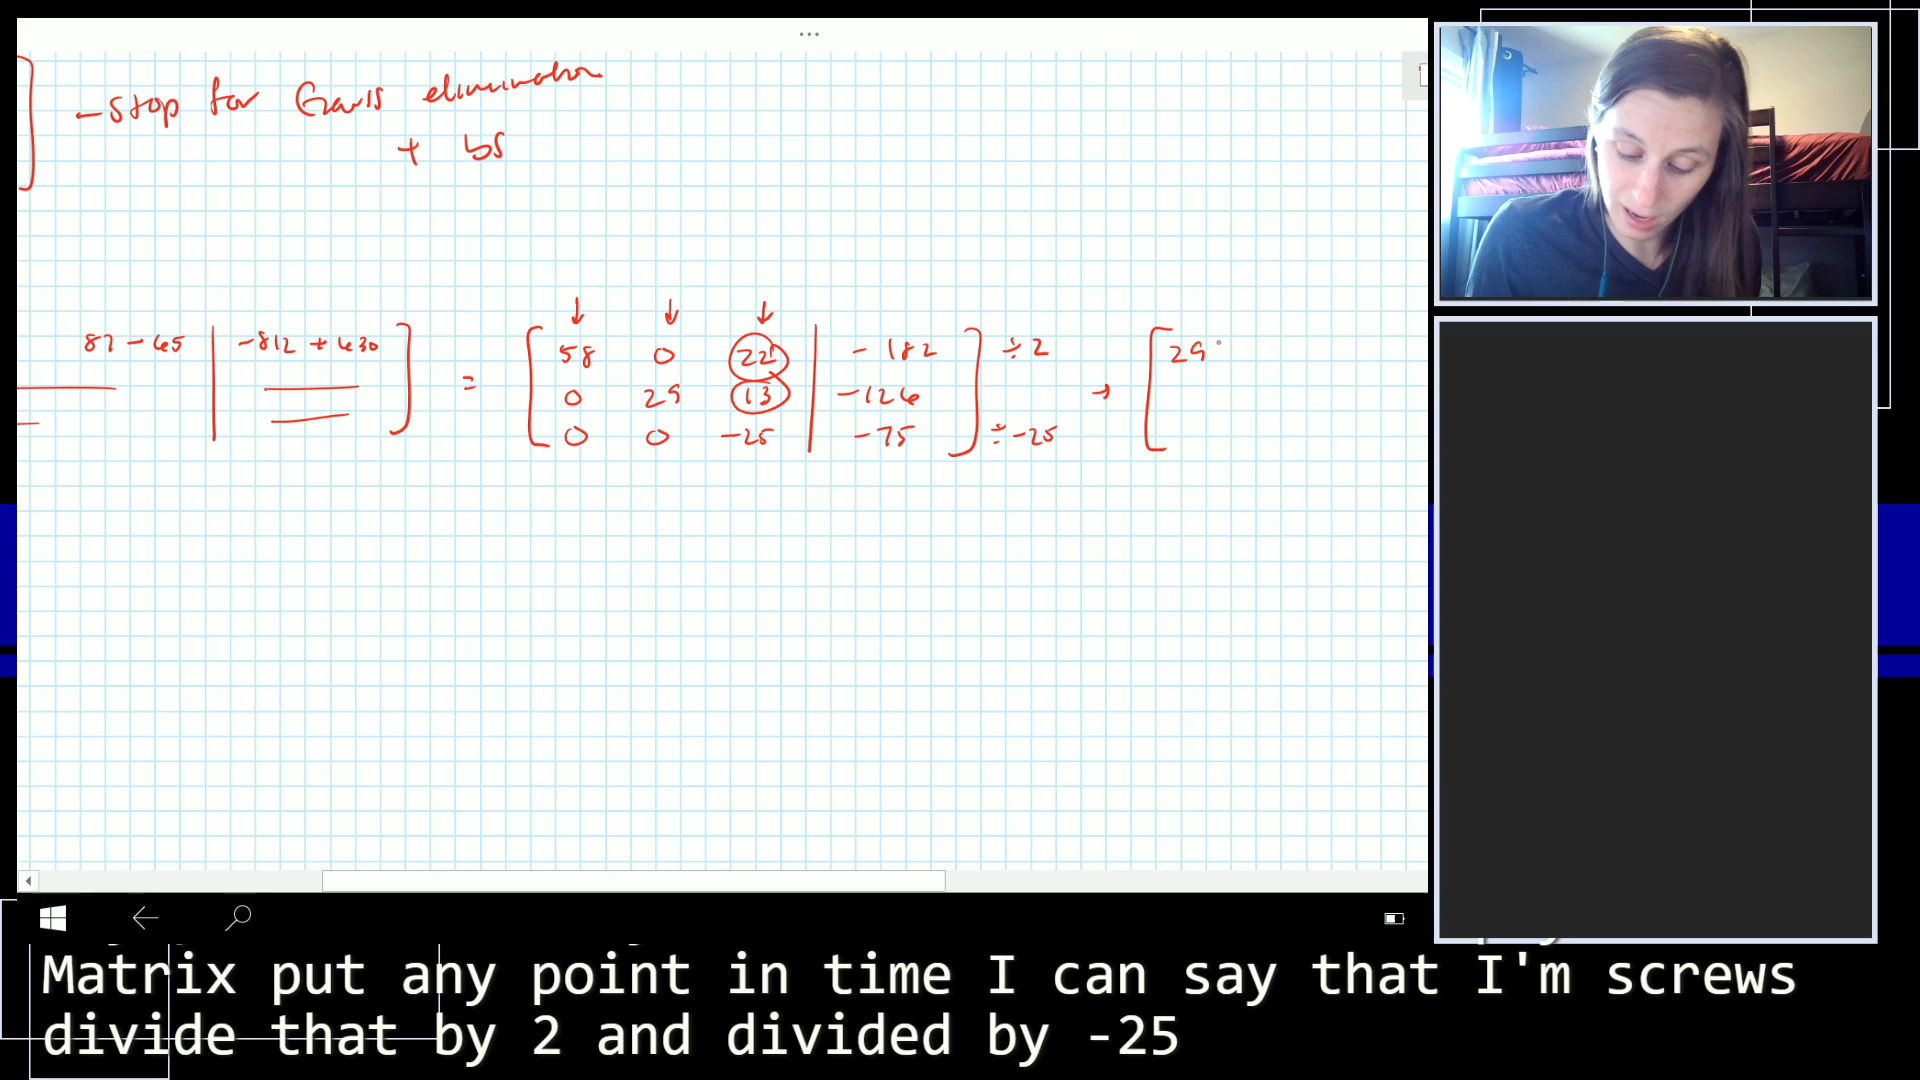 ...
- Stop for Gauss elimination
+ bs
87 - 65 | -812 + 630 ]
= [ 58 0 22 | -182 ] ÷2 → [ 29
0 29 13 | -126
0 0 -25 | -75 ÷ -25
Matrix put any point in time I can say that I'm screws
divide that by 2 and divided by -25